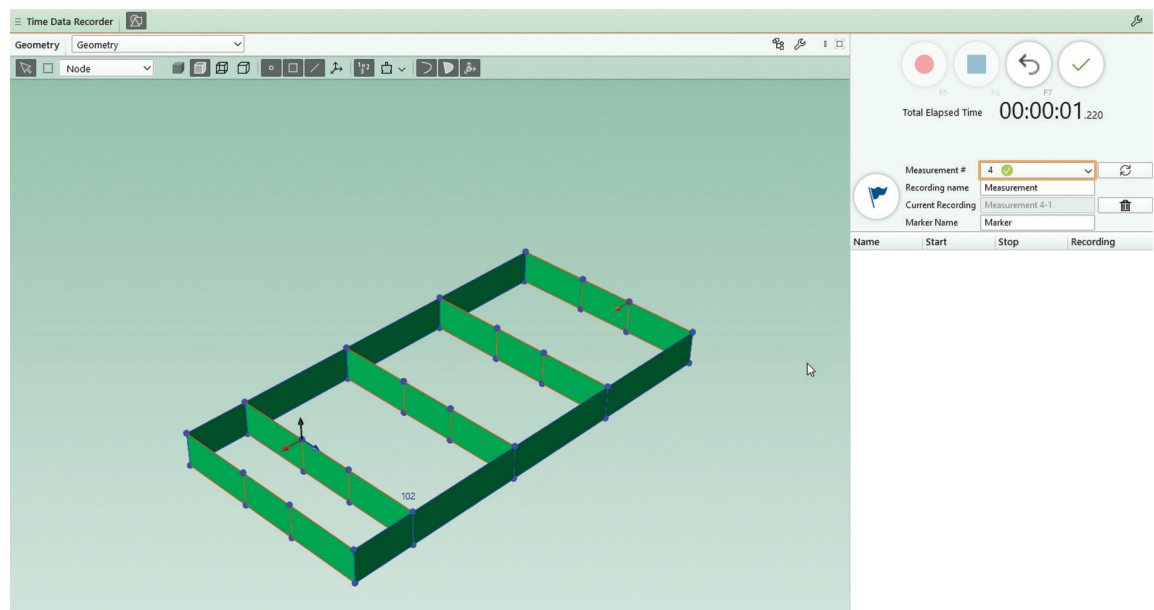 Time Data Recorder
Geometry Geometry
Node
F5 F6 F7
Total Elapsed Time 00:00:01.220
Measurement # 4
Recording name Measurement
Current Recording Measurement 4-1
Marker Name Marker
Name Start Stop Recording
102